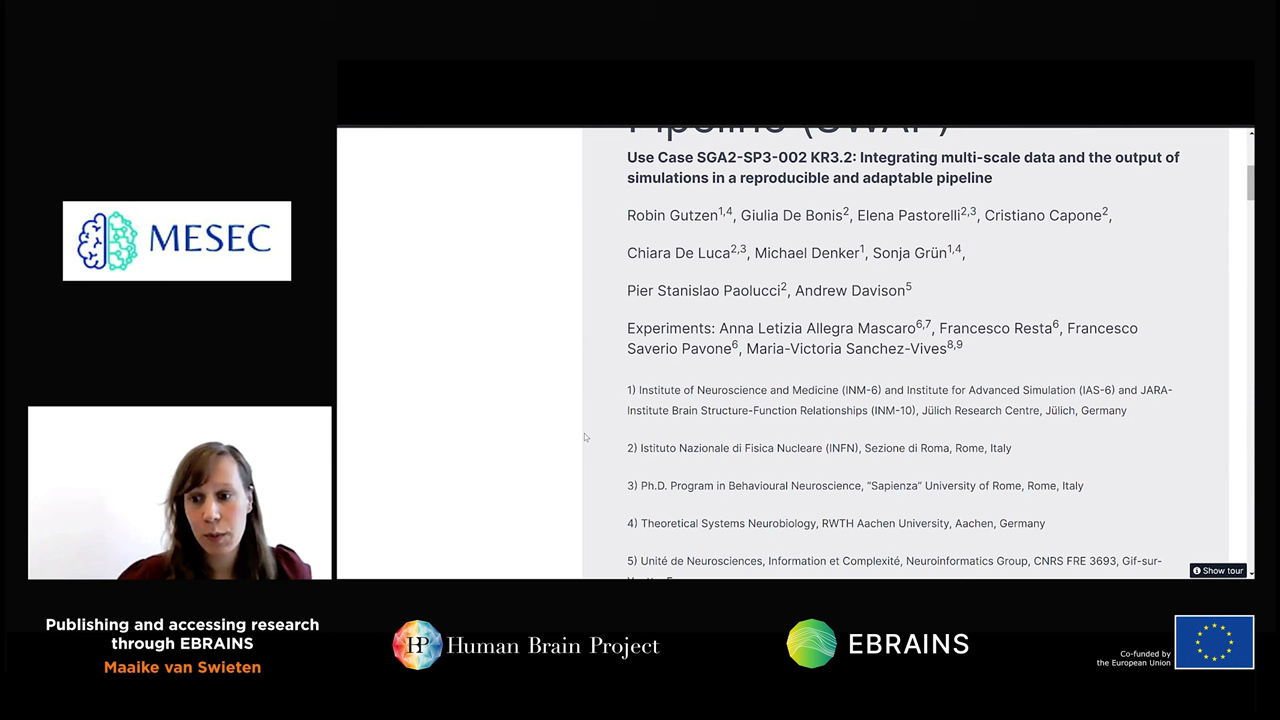 Pipeline (SWAP)
Use Case SGA2-SP3-002 KR3.2: Integrating multi-scale data and the output of
simulations in a reproducible and adaptable pipeline
Robin Gutzen1,4, Giulia De Bonis2, Elena Pastorelli2,3, Cristiano Capone2,
Chiara De Luca2,3, Michael Denker1, Sonja Grün1,4,
Pier Stanislao Paolucci2, Andrew Davison5
Experiments: Anna Letizia Allegra Mascaro6,7, Francesco Resta6, Francesco
Saverio Pavone6, Maria-Victoria Sanchez-Vives8,9
1) Institute of Neuroscience and Medicine (INM-6) and Institute for Advanced Simulation (IAS-6) and JARA-
Institute Brain Structure-Function Relationships (INM-10), Jülich Research Centre, Jülich, Germany
2) Istituto Nazionale di Fisica Nucleare (INFN), Sezione di Roma, Rome, Italy
3) Ph.D. Program in Behavioural Neuroscience, “Sapienza” University of Rome, Rome, Italy
4) Theoretical Systems Neurobiology, RWTH Aachen University, Aachen, Germany
5) Unité de Neurosciences, Information et Complexité, Neuroinformatics Group, CNRS FRE 3693, Gif-sur-
Show tour
MESEC
Publishing and accessing research
through EBRAINS
Maaike van Swieten
HBP Human Brain Project
EBRAINS
Co-funded by
the European Union